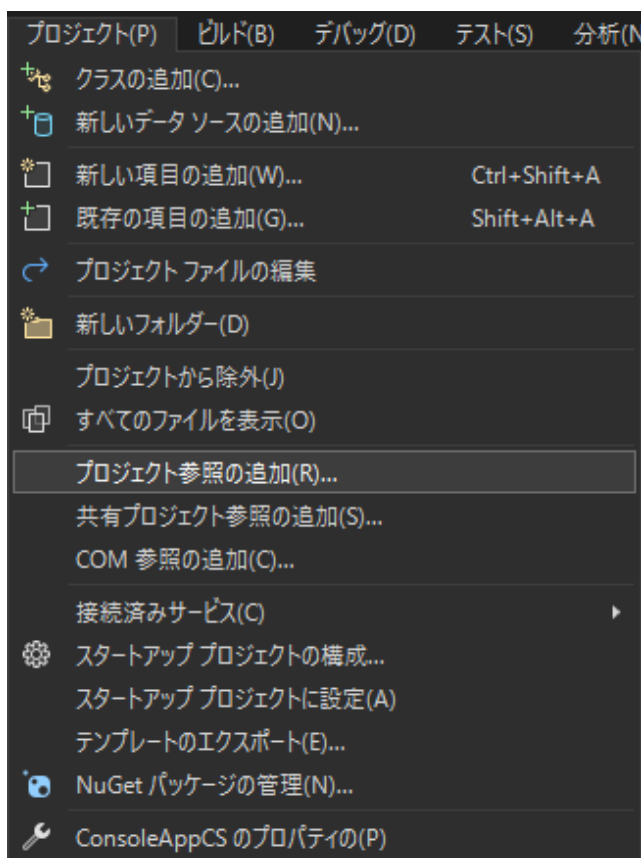 プロジェクト(P) ビルド(B) デバッグ(D) テスト(S) 分析(N
クラスの追加(C)...
新しいデータ ソースの追加(N)...
新しい項目の追加(W)... Ctrl+Shift+A
既存の項目の追加(G)... Shift+Alt+A
プロジェクト ファイルの編集
新しいフォルダー(D)
プロジェクトから除外(J)
すべてのファイルを表示(O)
プロジェクト参照の追加(R)...
共有プロジェクト参照の追加(S)...
COM 参照の追加(C)...
接続済みサービス(C)
スタートアップ プロジェクトの構成...
スタートアップ プロジェクトに設定(A)
テンプレートのエクスポート(E)...
NuGet パッケージの管理(N)...
ConsoleAppCS のプロパティの(P)